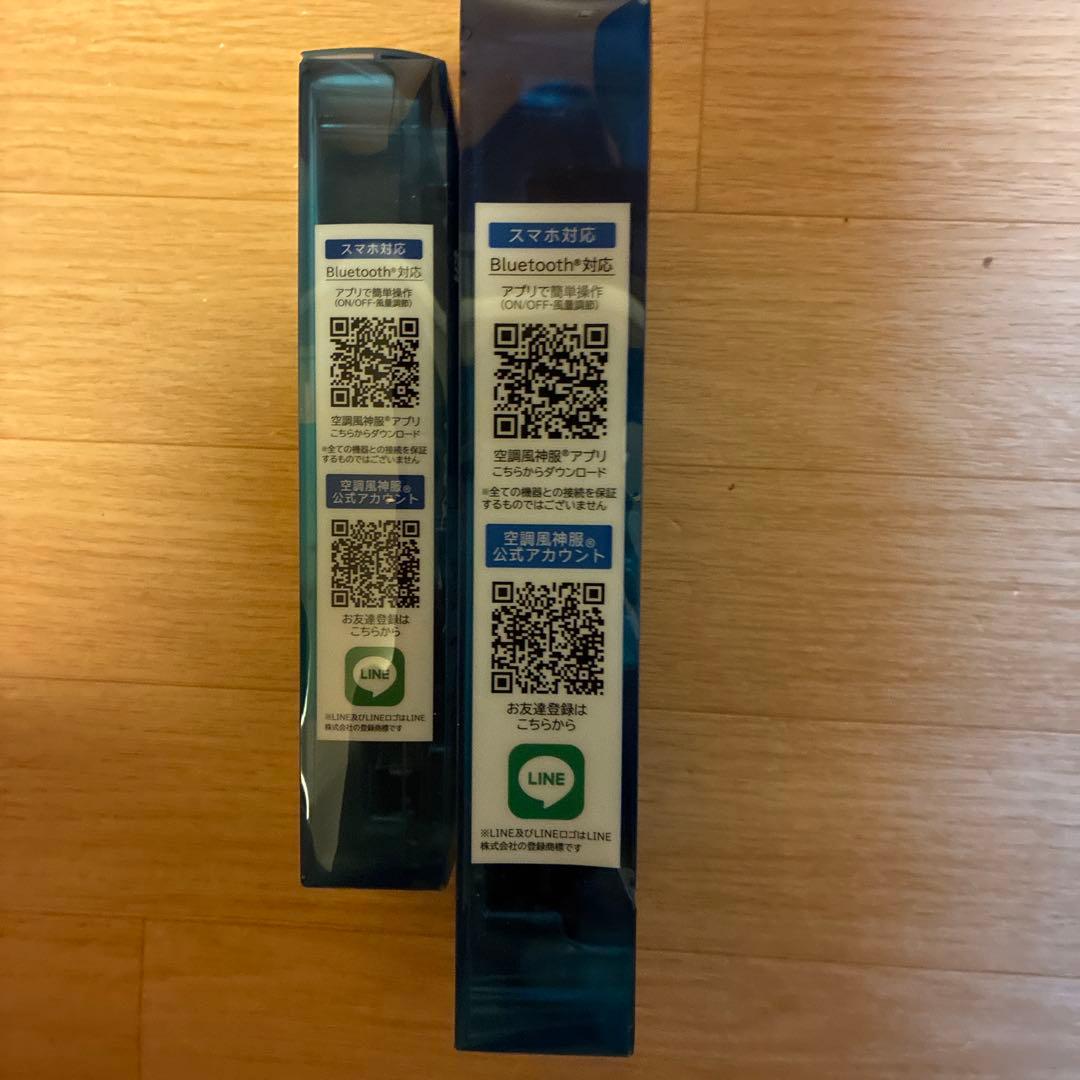 スマホ対応
Bluetooth®対応
アプリで簡単操作
(ON/OFF・風量調節)
空調風神服®アプリ
こちらからダウンロード
※全ての機器との接続を保証
するものではございません
空調風神服®
公式アカウント
お友達登録は
こちらから
LINE
※LINE及びLINEロゴはLINE
株式会社の登録商標です
スマホ対応
Bluetooth®対応
アプリで簡単操作
(ON/OFF・風量調節)
空調風神服®アプリ
こちらからダウンロード
※全ての機器との接続を保証
するものではございません
空調風神服®
公式アカウント
お友達登録は
こちらから
LINE
※LINE及びLINEロゴはLINE
株式会社の登録商標です